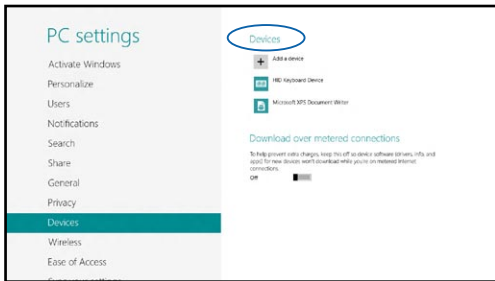 PC settings
Activate Windows
Personalize
Users
Notifications
Search
Share
General
Privacy
Devices
Wireless
Ease of Access
Sync your settings
Devices
Add a device
HID Keyboard Device
Microsoft XPS Document Writer
Download over metered connections
To help prevent extra charges, keep this off so device software (drivers, info, and
apps) for new devices won't download while you're on metered Internet
connections.
Off